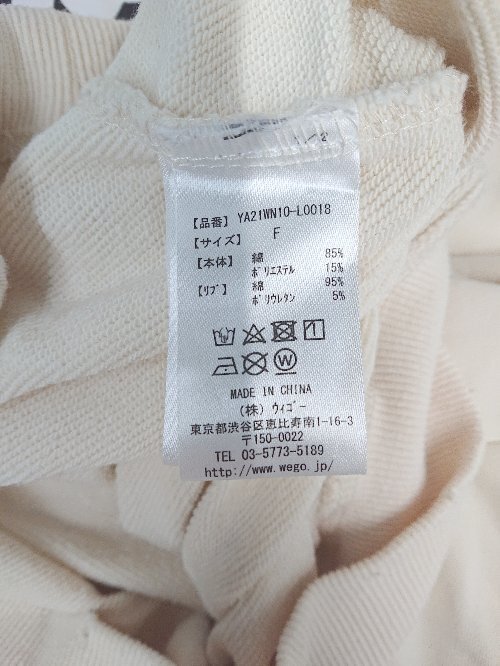 1/2
【品番】 YA21WN10-L0018
【サイズ】 F
【本体】 綿 85%
ポリエステル 15%
【リブ】 綿 95%
ポリウレタン 5%
W
MADE IN CHINA
(株) ウィゴー
東京都渋谷区恵比寿南1-16-3
〒150-0022
TEL 03-5773-5189
http://www.wego.jp/